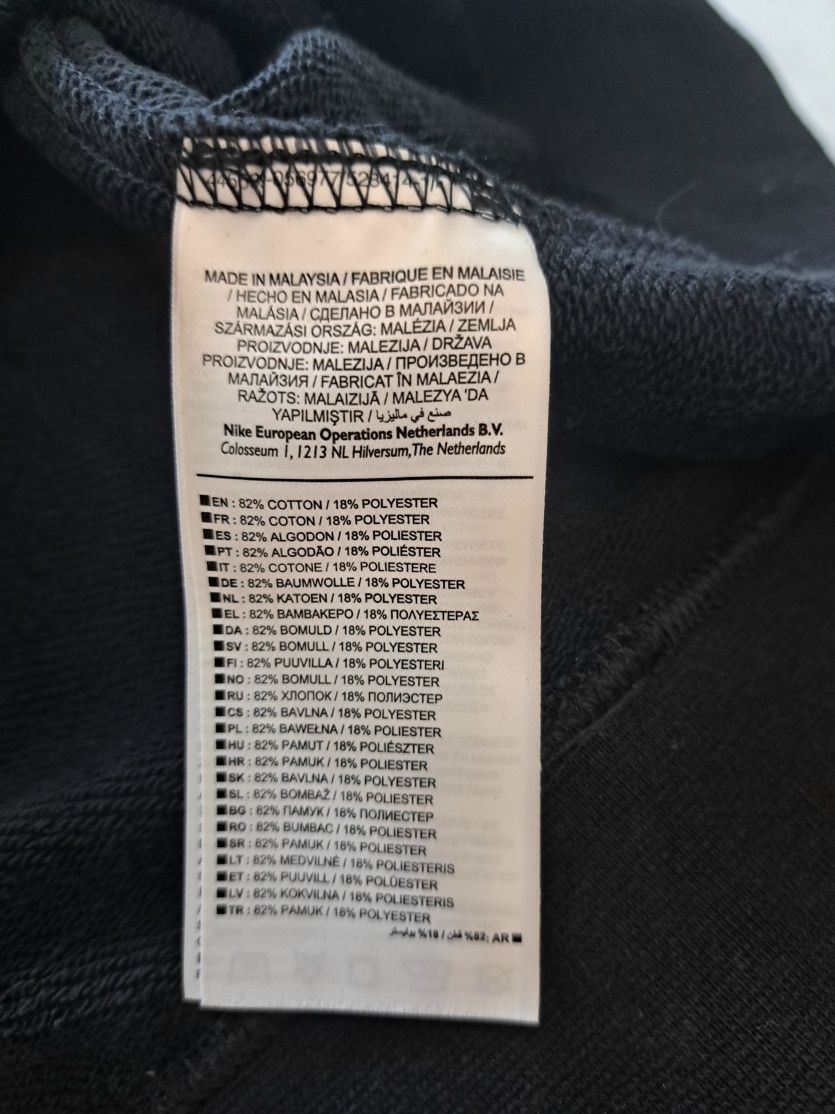 MADE IN MALAYSIA / FABRIQUE EN MALAISIE
/ HECHO EN MALASIA / FABRICADO NA
MALÁSIA / СДЕЛАНО В МАЛАЙЗИИ /
SZÁRMAZÁSI ORSZÁG: MALÉZIA / ZEMLJA
PROIZVODNJE: MALEZIJA / DRŽAVA
PROIZVODNJE: MALEZIJA / ПРОИЗВЕДЕНО В
МАЛАЙЗИЯ / FABRICAT ÎN MALAEZIA /
RAŽOTS: MALAIZIJĀ / MALEZYA 'DA
YAPILMIŞTIR / صنع في ماليزيا
Nike European Operations Netherlands B.V.
Colosseum 1, 1213 NL Hilversum, The Netherlands
EN : 82% COTTON / 18% POLYESTER
FR : 82% COTON / 18% POLYESTER
ES : 82% ALGODON / 18% POLIESTER
PT : 82% ALGODÃO / 18% POLIÉSTER
IT : 82% COTONE / 18% POLIESTERE
DE : 82% BAUMWOLLE / 18% POLYESTER
NL : 82% KATOEN / 18% POLYESTER
EL : 82% ΒΑΜΒΑΚΕΡΟ / 18% ΠΟΛΥΕΣΤΕΡΑΣ
DA : 82% BOMULD / 18% POLYESTER
SV : 82% BOMULL / 18% POLYESTER
FI : 82% PUUVILLA / 18% POLYESTERI
NO : 82% BOMULL / 18% POLYESTER
RU : 82% ХЛОПОК / 18% ПОЛИЭСТЕР
CS : 82% BAVLNA / 18% POLYESTER
PL : 82% BAWEŁNA / 18% POLIESTER
HU : 82% PAMUT / 18% POLIÉSZTER
HR : 82% PAMUK / 18% POLIESTER
SK : 82% BAVLNA / 18% POLYESTER
SL : 82% BOMBAŽ / 18% POLIESTER
BG : 82% ПАМУК / 18% ПОЛИЕСТЕР
RO : 82% BUMBAC / 18% POLIESTER
SR : 82% PAMUK / 18% POLIESTER
LT : 82% MEDVILNĖ / 18% POLIESTERIS
ET : 82% PUUVILL / 18% POLÜESTER
LV : 82% KOKVILNA / 18% POLIESTERIS
TR : 82% PAMUK / 18% POLYESTER
AR :82% قطن / 18% بوليستر